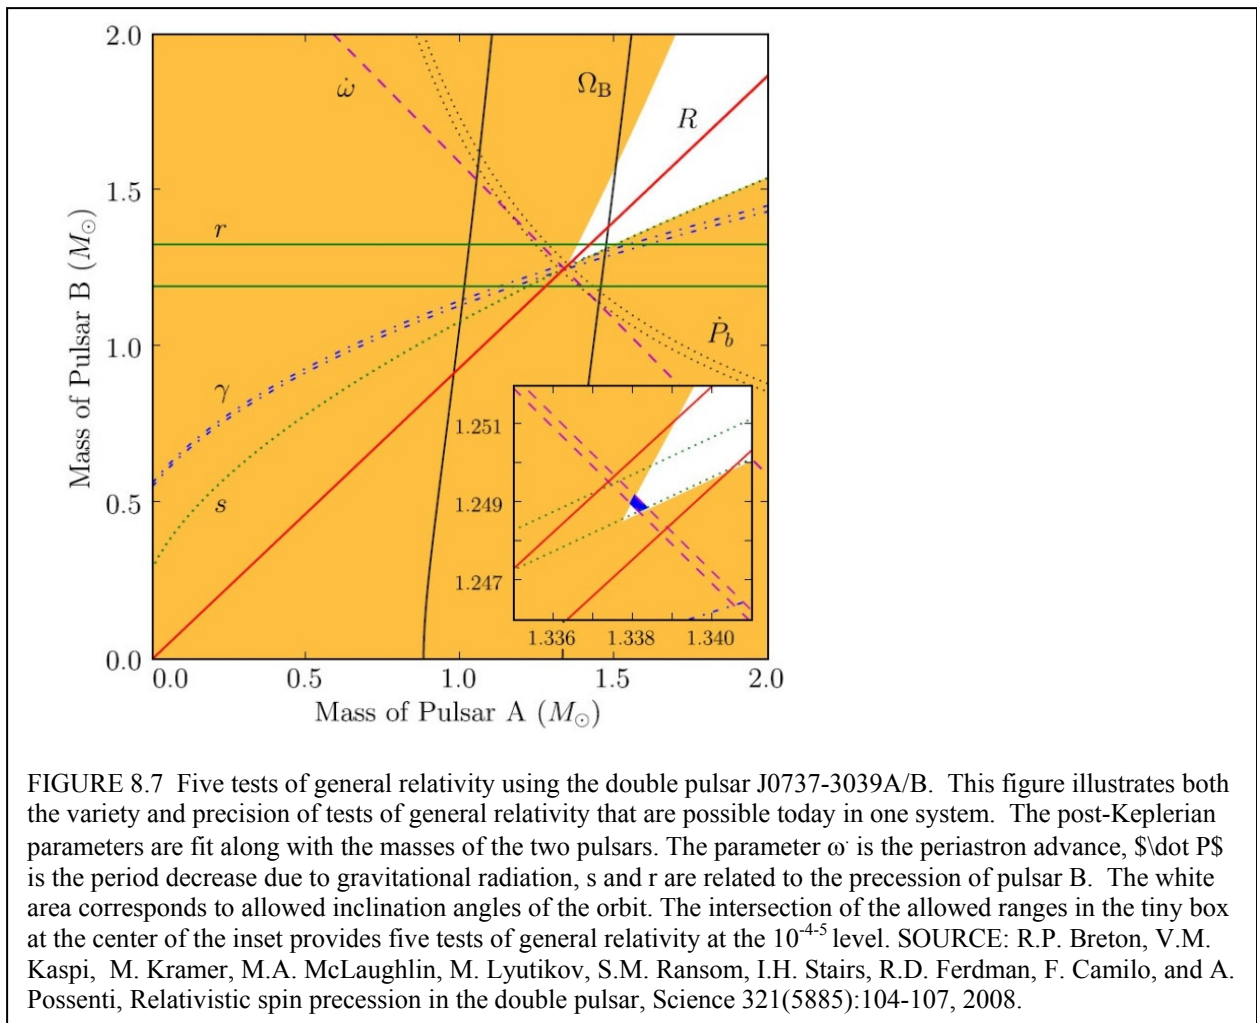 2.0
ω̇
Ω_B
R
1.5
r
1.0
Ṗ_b
γ
1.251
0.5
s
1.249
1.247
1.336 1.338 1.340
0.0
0.0 0.5 1.0 1.5 2.0
Mass of Pulsar B (M_⊙)
Mass of Pulsar A (M_⊙)
FIGURE 8.7 Five tests of general relativity using the double pulsar J0737-3039A/B. This figure illustrates both
the variety and precision of tests of general relativity that are possible today in one system. The post-Keplerian
parameters are fit along with the masses of the two pulsars. The parameter ω˙ is the periastron advance, $\dot P$
is the period decrease due to gravitational radiation, s and r are related to the precession of pulsar B. The white
area corresponds to allowed inclination angles of the orbit. The intersection of the allowed ranges in the tiny box
at the center of the inset provides five tests of general relativity at the 10^-4-5 level. SOURCE: R.P. Breton, V.M.
Kaspi, M. Kramer, M.A. McLaughlin, M. Lyutikov, S.M. Ransom, I.H. Stairs, R.D. Ferdman, F. Camilo, and A.
Possenti, Relativistic spin precession in the double pulsar, Science 321(5885):104-107, 2008.